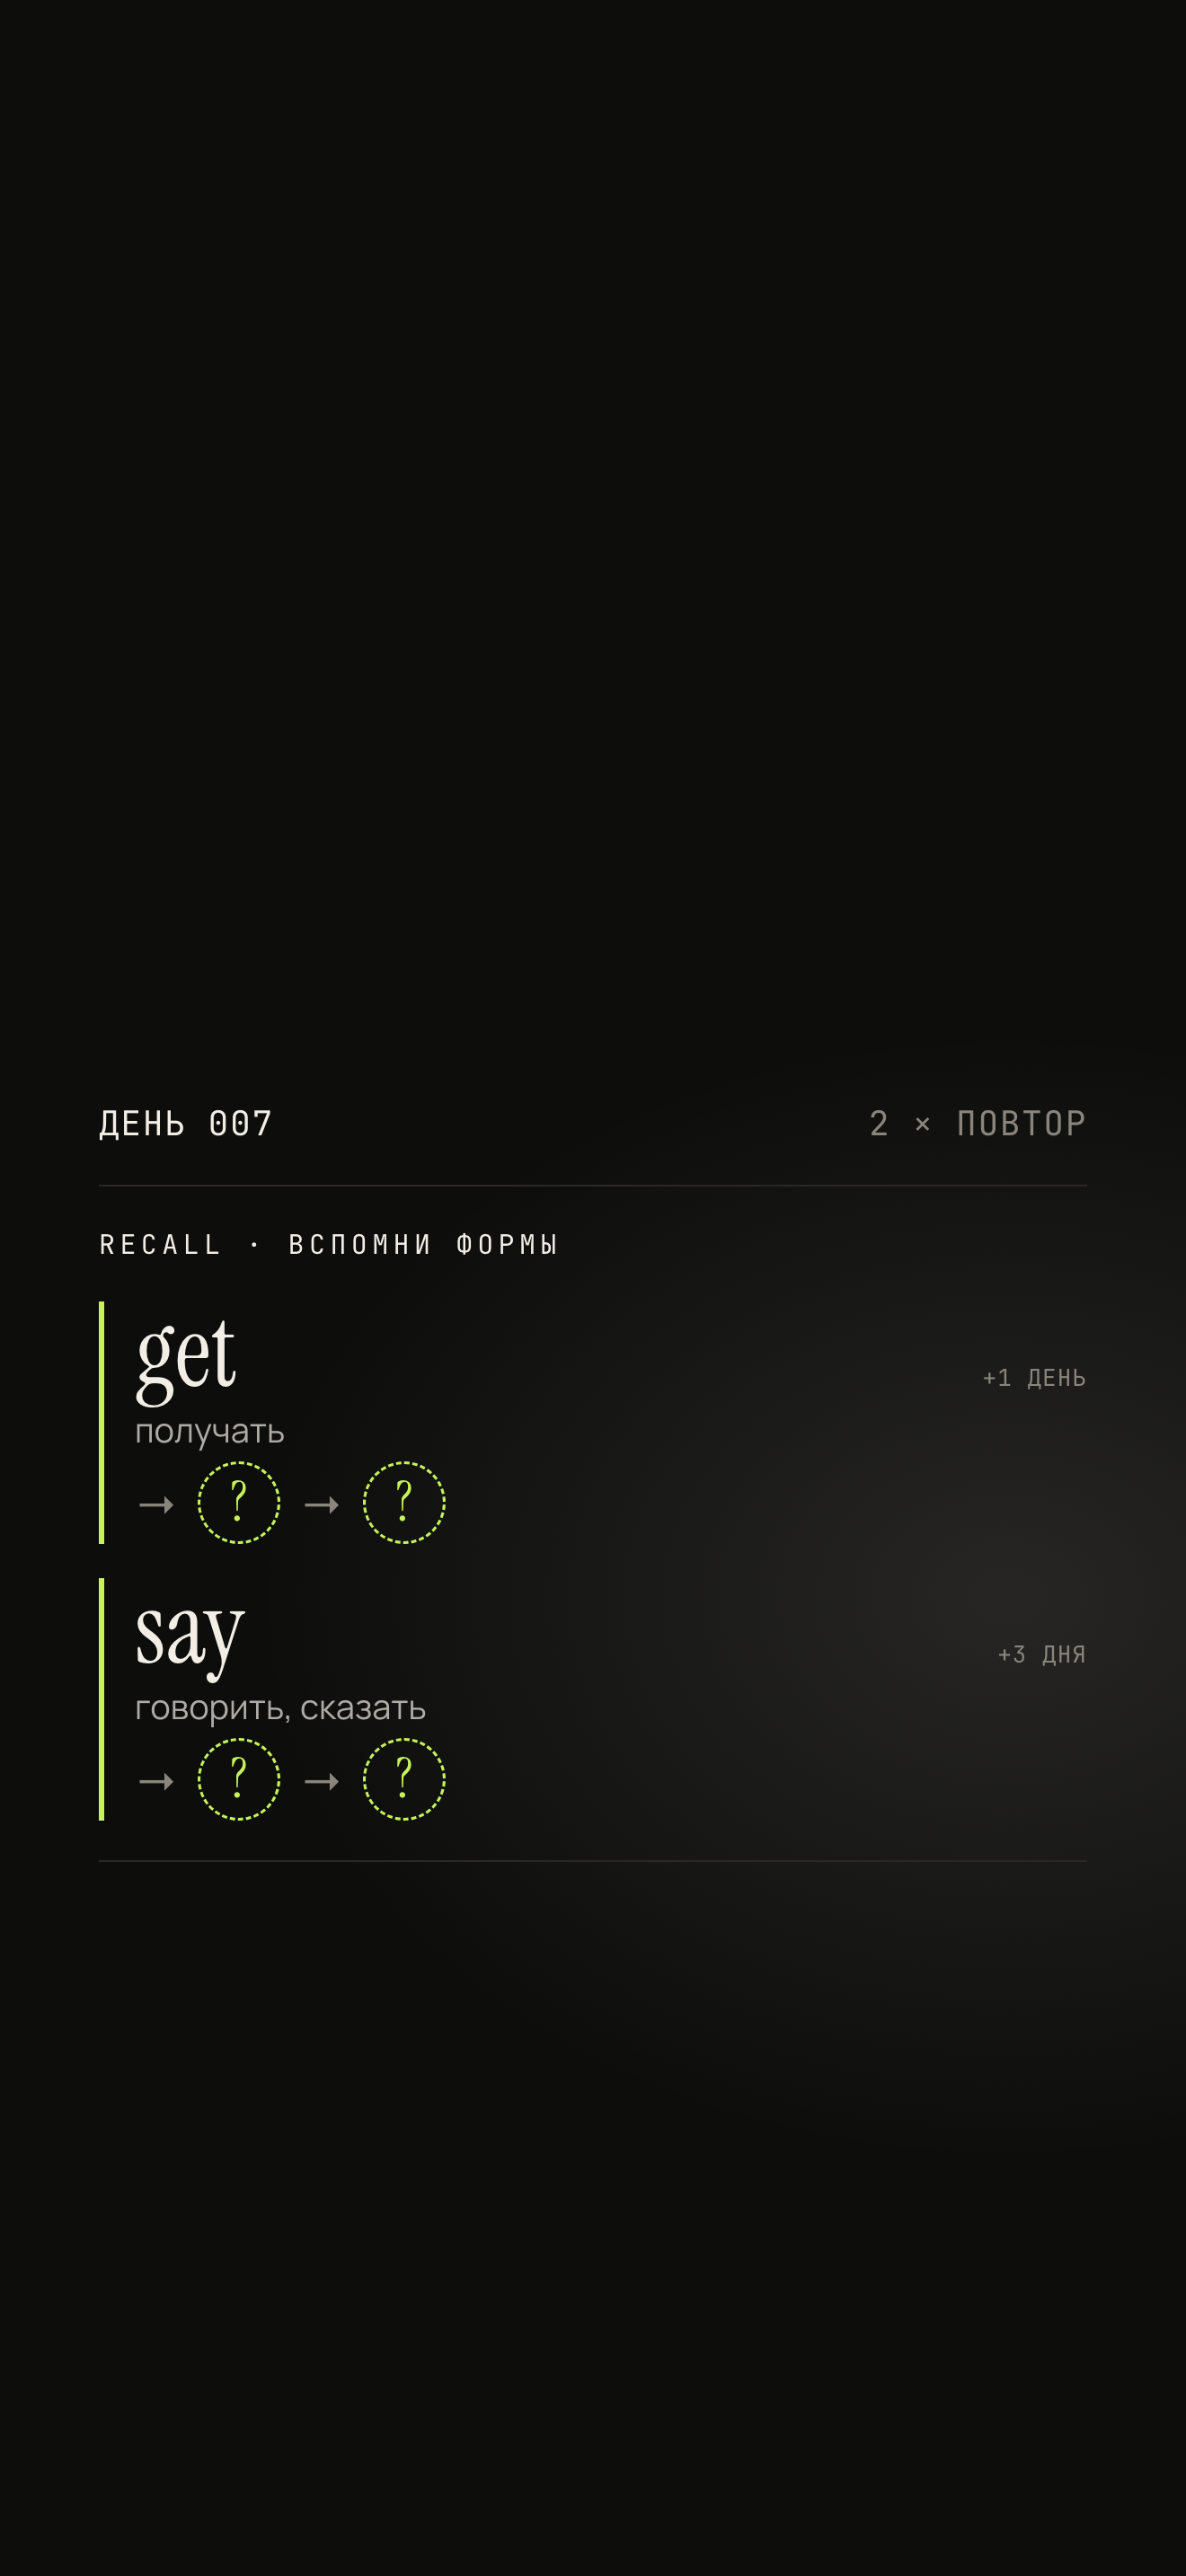 ДЕНЬ 007
2 × ПОВТОР
RECALL · ВСПОМНИ ФОРМЫ
get
+1 ДЕНЬ
получать
→ ? → ?
say
+3 ДНЯ
говорить, сказать
→ ? → ?